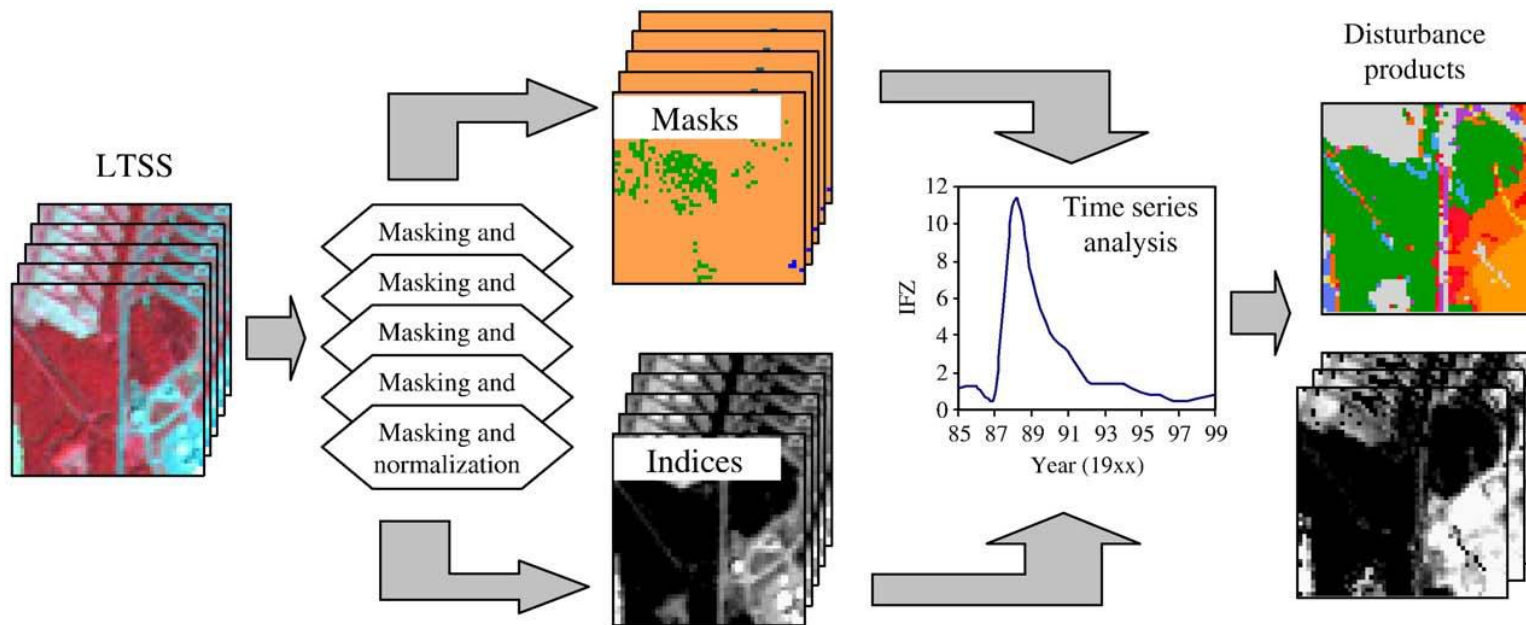 LTSS
Masking and
Masking and
Masking and
Masking and
Masking and
normalization
Masks
Indices
12
10
8
6
4
2
0
IFZ
Time series
analysis
85 87 89 91 93 95 97 99
Year (19xx)
Disturbance
products